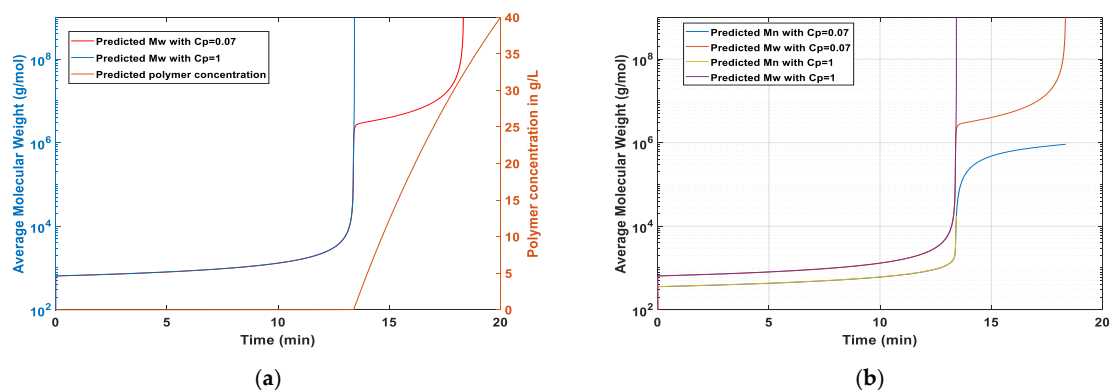 Average Molecular Weight (g/mol)
10^8
10^6
10^4
10^2
Predicted Mw with Cp=0.07
Predicted Mw with Cp=1
Predicted polymer concentration
40
35
30
25
20
15
10
5
0
Polymer concentration in g/L
0 5 10 15 20
Time (min)
(a)
Average Molecular Weight (g/mol)
10^8
10^6
10^4
10^2
Predicted Mn with Cp=0.07
Predicted Mw with Cp=0.07
Predicted Mn with Cp=1
Predicted Mw with Cp=1
0 5 10 15 20
Time (min)
(b)